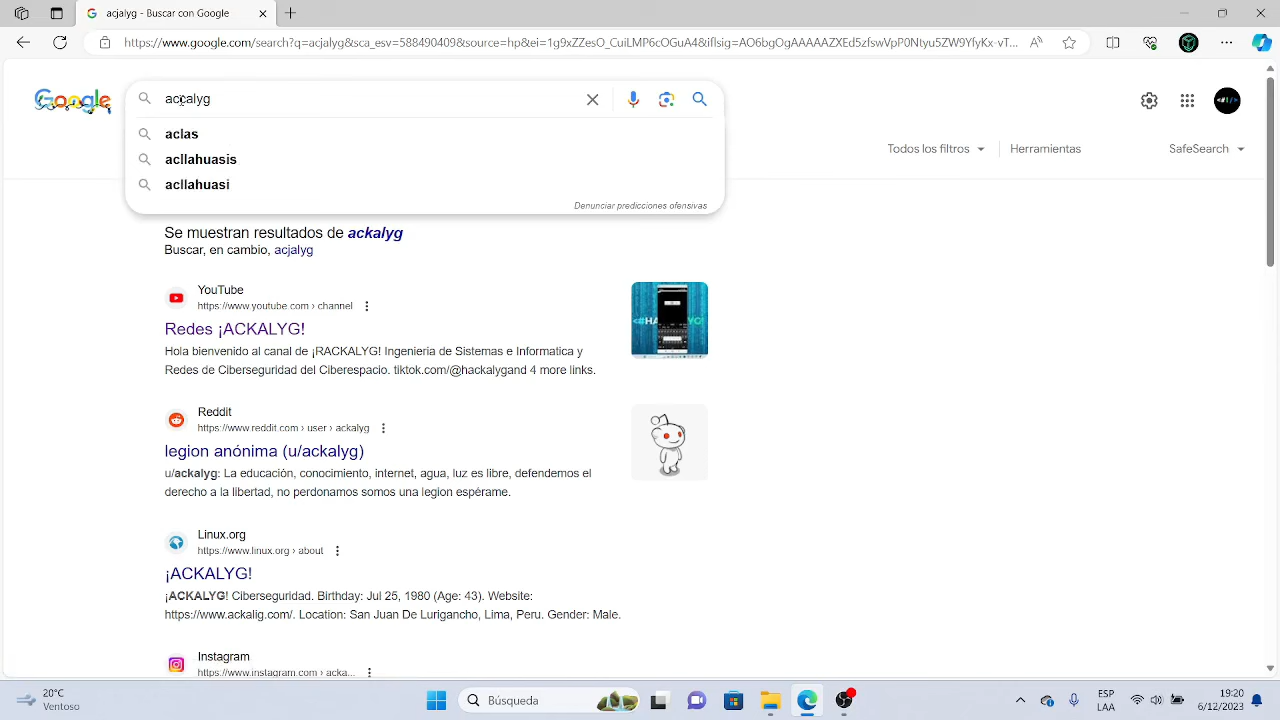 acjalyg - Buscar con Google
https://www.google.com/search?q=acjalyg&sca_esv=588490409&source=hp&ei=1g9xZZesO_CuiLMP6cOGuA4&iflsig=AO6bgOgAAAAAZXEd5zfswVpP0Ntyu5ZW9YfyKx-vT...
Google
acjalyg
aclas
acllahuasis
acllahuasi
Denunciar predicciones ofensivas
Todos los filtros
Herramientas
SafeSearch
Se muestran resultados de ackalyg
Buscar, en cambio, acjalyg
YouTube
https://www.youtube.com › channel
Redes ¡ACKALYG!
Hola bienvenido al canal de ¡RACKALYG! Ingenieria de Sistemas e Informatica y
Redes de Ciberseguridad del Ciberespacio. tiktok.com/@hackalygand 4 more links.
Reddit
https://www.reddit.com › user › ackalyg
legion anónima (u/ackalyg)
u/ackalyg: La educación, conocimiento, internet, agua, luz es libre, defendemos el
derecho a la libertad, no perdonamos somos una legion espérame.
Linux.org
https://www.linux.org › about
¡ACKALYG!
¡ACKALYG! Ciberseguridad. Birthday: Jul 25, 1980 (Age: 43). Website:
https://www.ackalig.com/. Location: San Juan De Lurigancho, Lima, Peru. Gender: Male.
Instagram
https://www.instagram.com › acka...
20°C
Ventoso
Búsqueda
ESP
LAA
19:20
6/12/2023